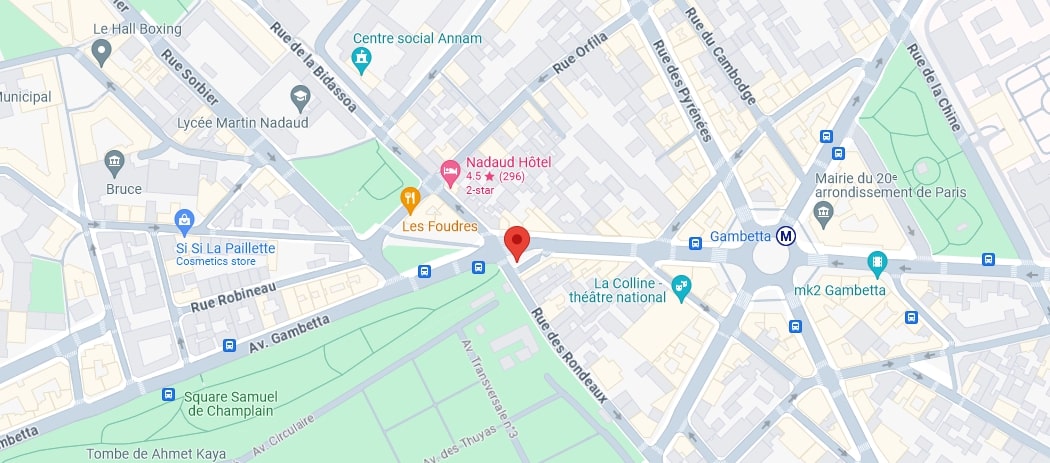 Le Hall Boxing
Rue Sorbier
Rue de la Bidassoa
Centre social Annam
Rue Orfila
Rue des Pyrénées
Rue du Cambodge
Rue de la Chine
Municipal
Lycée Martin Nadaud
Bruce
Nadaud Hôtel
4.5 ★ (296)
2-star
Les Foudres
Mairie du 20e
arrondissement de Paris
Si Si La Paillette
Cosmetics store
Gambetta M
Rue Robineau
La Colline -
théâtre national
mk2 Gambetta
Av. Gambetta
Rue des Rondeaux
Av. Transversale n°3
Square Samuel
de Champlain
Av. Circulaire
Av. des Thuyas
Tombe de Ahmet Kaya